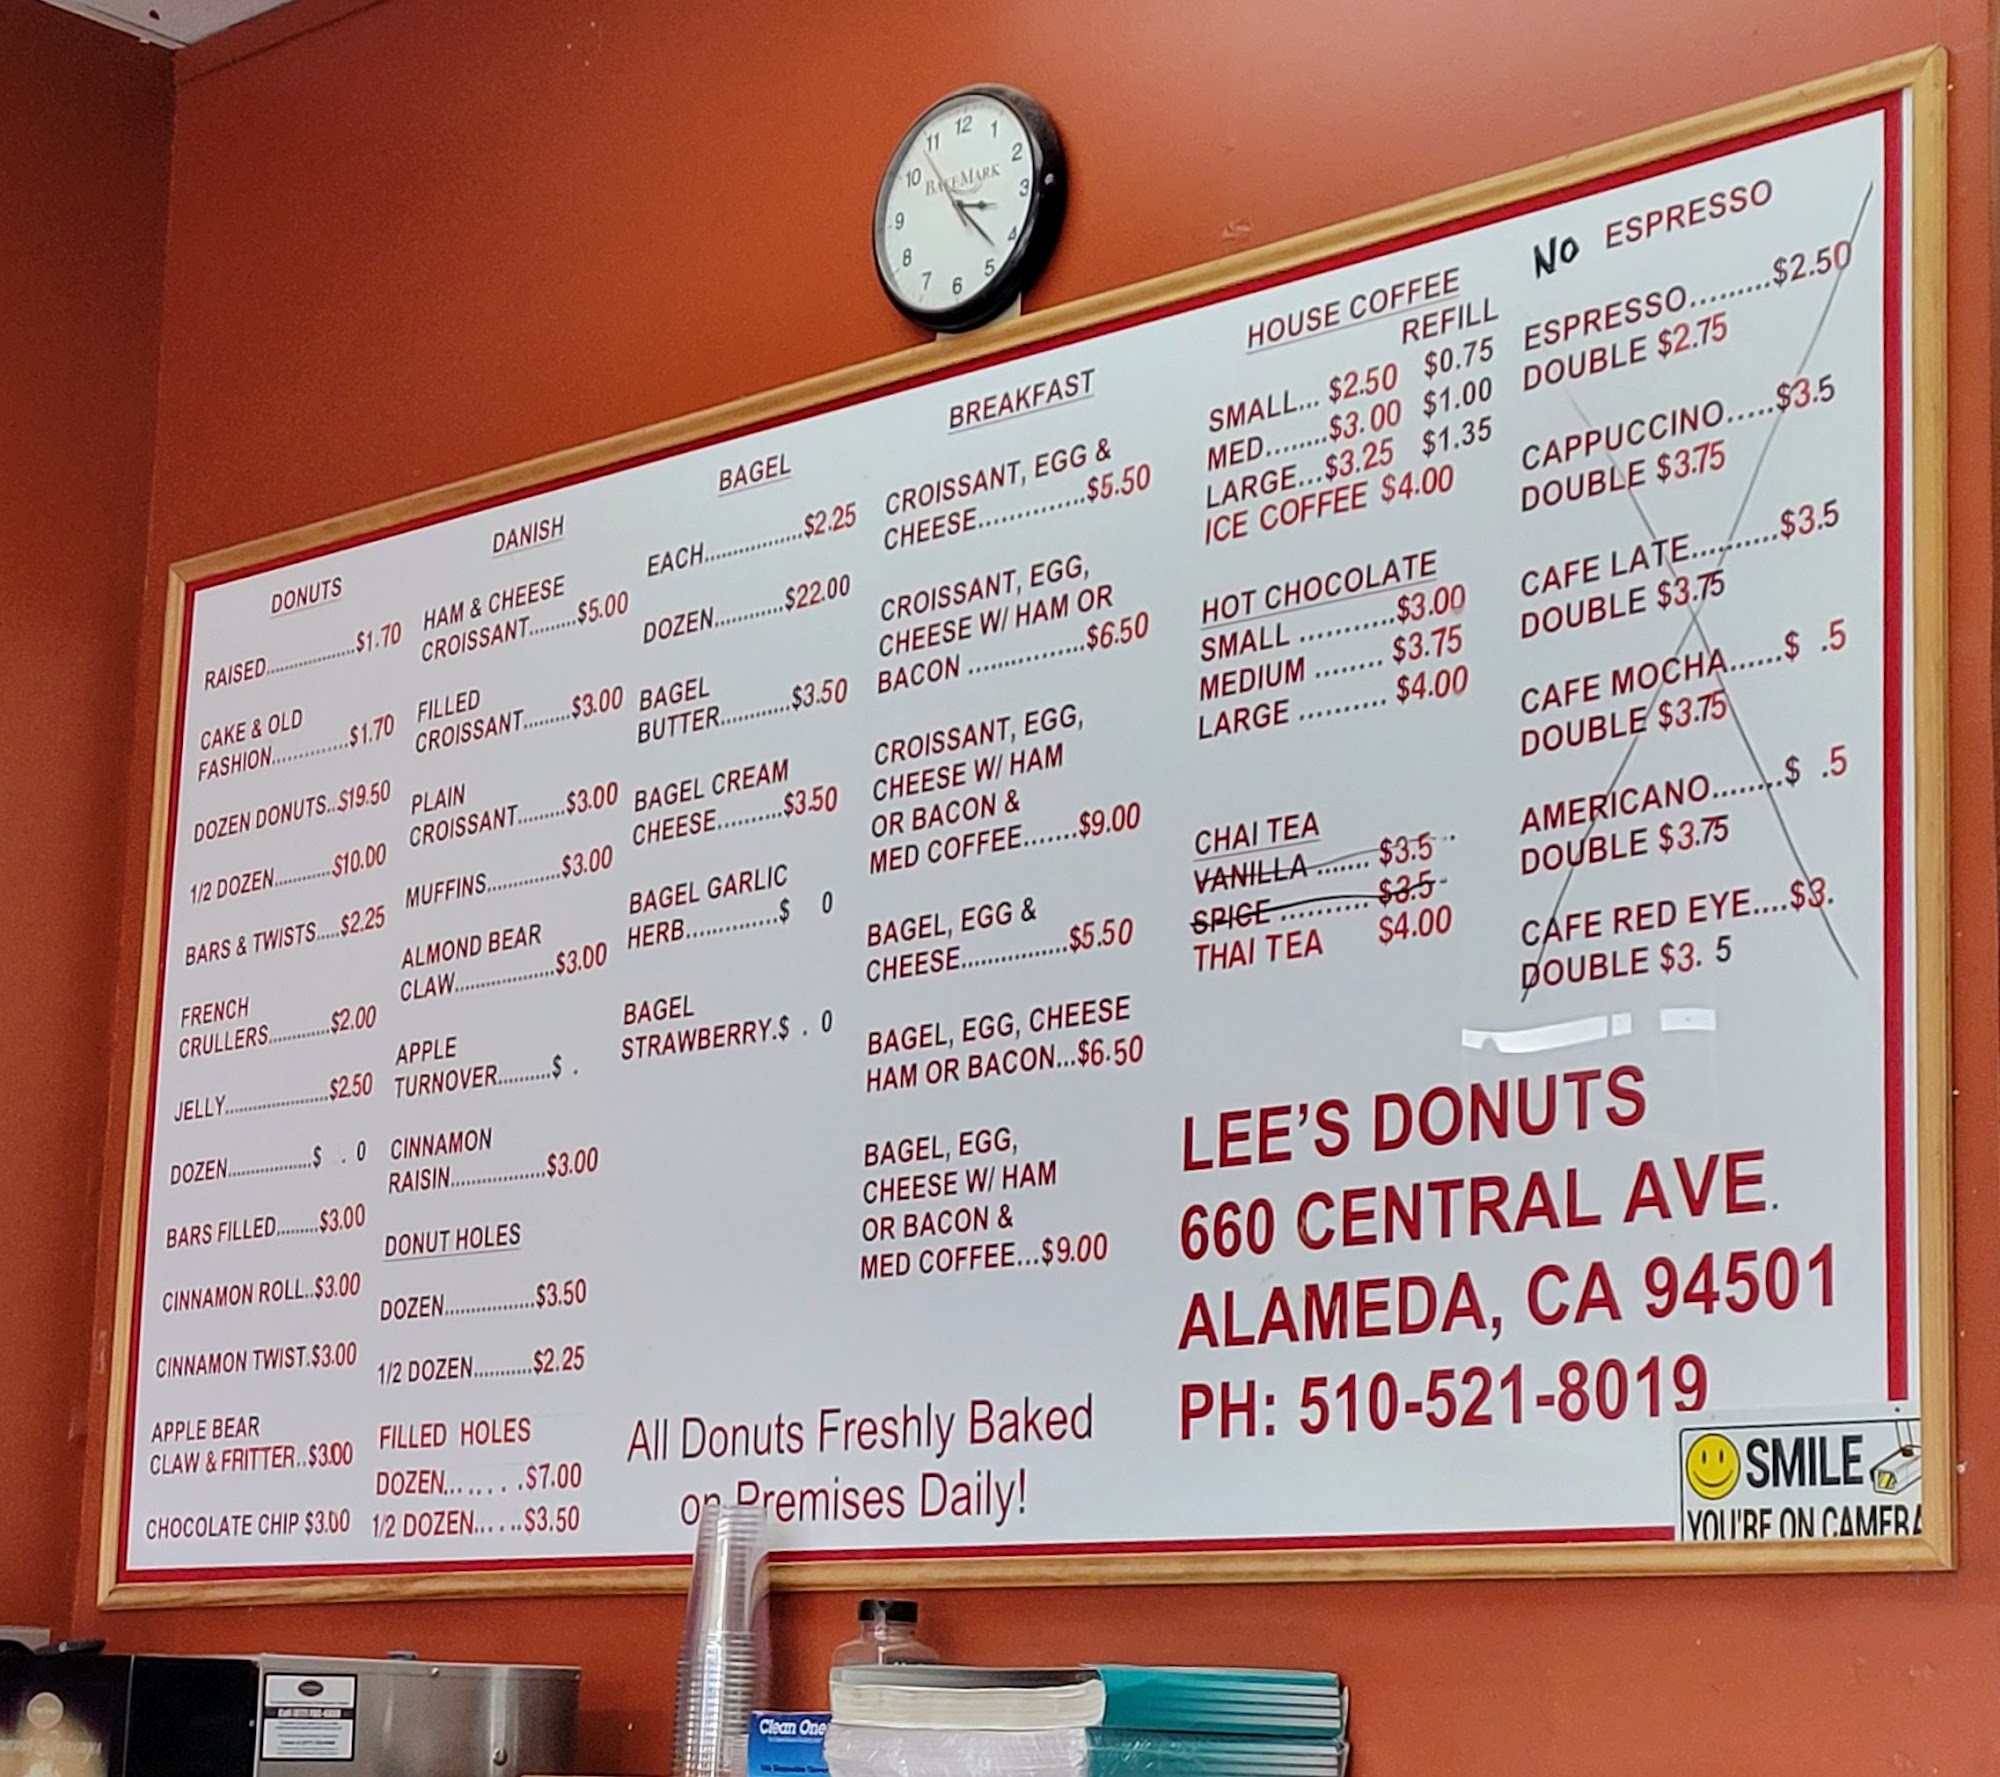 12
1
2
3
4
5
6
7
8
9
10
11
BAKEMARK
DONUTS
RAISED...................$1.70
CAKE & OLD
FASHION..............$1.70
DOZEN DONUTS..$19.50
1/2 DOZEN............$10.00
BARS & TWISTS.....$2.25
FRENCH
CRULLERS............$2.00
JELLY......................$2.50
DOZEN..................$ . 0
BARS FILLED........$3.00
CINNAMON ROLL..$3.00
CINNAMON TWIST.$3.00
APPLE BEAR
CLAW & FRITTER..$3.00
CHOCOLATE CHIP $3.00
DANISH
HAM & CHEESE
CROISSANT.........$5.00
FILLED
CROISSANT.........$3.00
PLAIN
CROISSANT.........$3.00
MUFFINS..............$3.00
ALMOND BEAR
CLAW...................$3.00
APPLE
TURNOVER..........$ .
CINNAMON
RAISIN..................$3.00
DONUT HOLES
DOZEN.................$3.50
1/2 DOZEN...........$2.25
FILLED HOLES
DOZEN.........$7.00
1/2 DOZEN.......$3.50
BAGEL
EACH..................$2.25
DOZEN.............$22.00
BAGEL
BUTTER.............$3.50
BAGEL CREAM
CHEESE............$3.50
BAGEL GARLIC
HERB.................$ 0
BAGEL
STRAWBERRY.$ . 0
BREAKFAST
CROISSANT, EGG &
CHEESE..............$5.50
CROISSANT, EGG,
CHEESE W/ HAM OR
BACON ...............$6.50
CROISSANT, EGG,
CHEESE W/ HAM
OR BACON &
MED COFFEE.......$9.00
BAGEL, EGG &
CHEESE...............$5.50
BAGEL, EGG, CHEESE
HAM OR BACON...$6.50
BAGEL, EGG,
CHEESE W/ HAM
OR BACON &
MED COFFEE...$9.00
All Donuts Freshly Baked
on Premises Daily!
HOUSE COFFEE
REFILL
SMALL... $2.50 $0.75
MED........$3.00 $1.00
LARGE...$3.25 $1.35
ICE COFFEE $4.00
HOT CHOCOLATE
SMALL ...........$3.00
MEDIUM ........ $3.75
LARGE .......... $4.00
CHAI TEA
VANILLA ....... $3.5
SPICE .......... $3.5
THAI TEA $4.00
NO ESPRESSO
ESPRESSO.........$2.50
DOUBLE $2.75
CAPPUCCINO.....$3.5
DOUBLE $3.75
CAFE LATE..........$3.5
DOUBLE $3.75
CAFE MOCHA......$ .5
DOUBLE $3.75
AMERICANO........$ .5
DOUBLE $3.75
CAFE RED EYE....$3.
DOUBLE $3. 5
LEE'S DONUTS
660 CENTRAL AVE.
ALAMEDA, CA 94501
PH: 510-521-8019
SMILE
YOU'RE ON CAMERA
Clean One